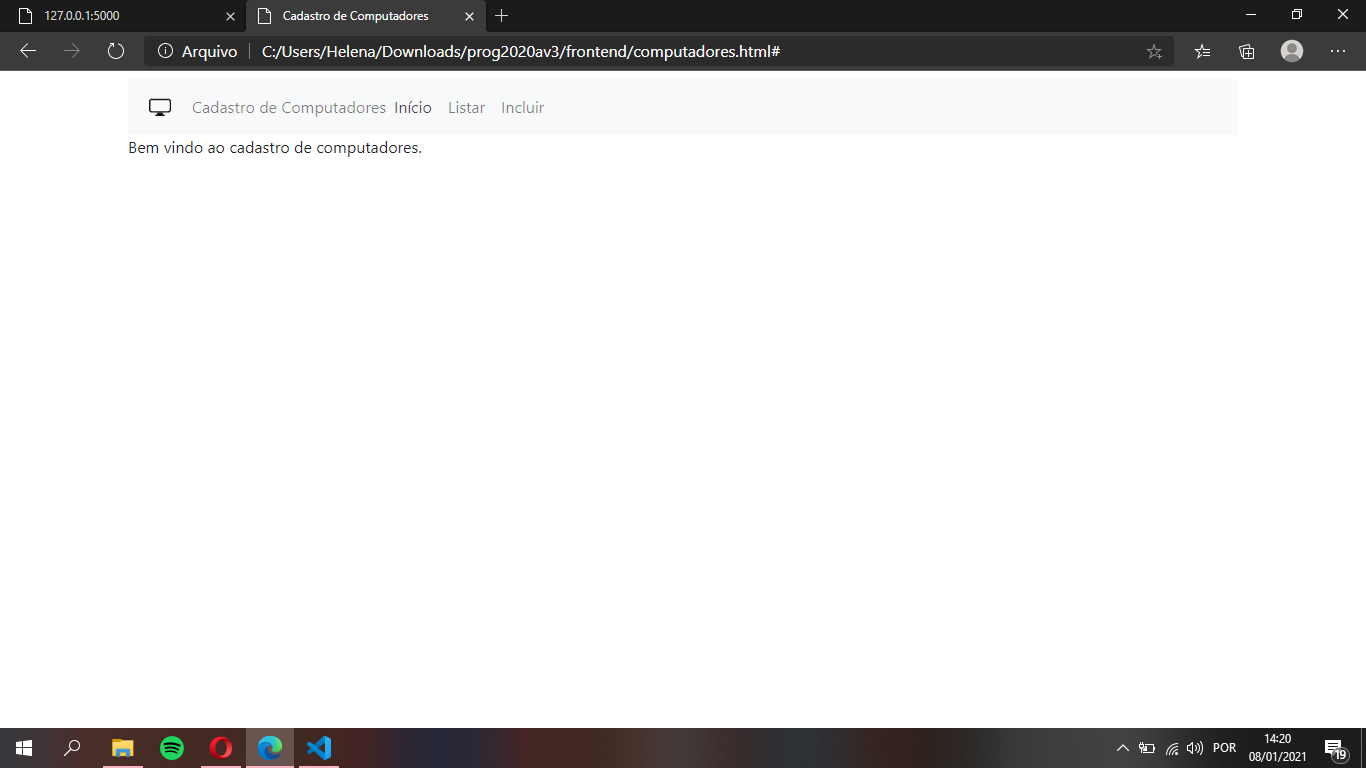 127.0.0.1:5000
Cadastro de Computadores
Arquivo C:/Users/Helena/Downloads/prog2020av3/frontend/computadores.html#
Cadastro de Computadores Início Listar Incluir
Bem vindo ao cadastro de computadores.
POR
14:20
08/01/2021
19